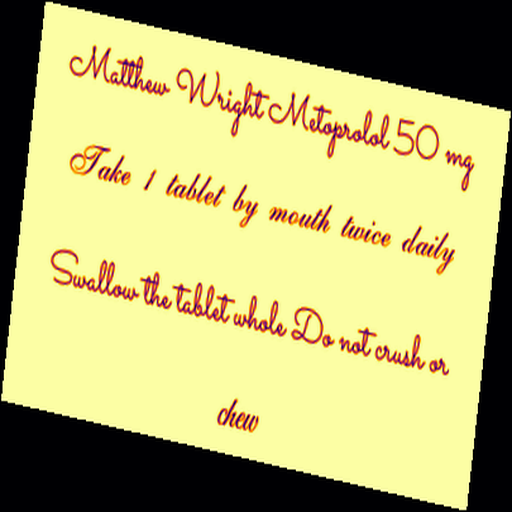 Matthew Wright Metoprolol 50 mg
Take 1 tablet by mouth twice daily
Swallow the tablet whole Do not crush or
chew